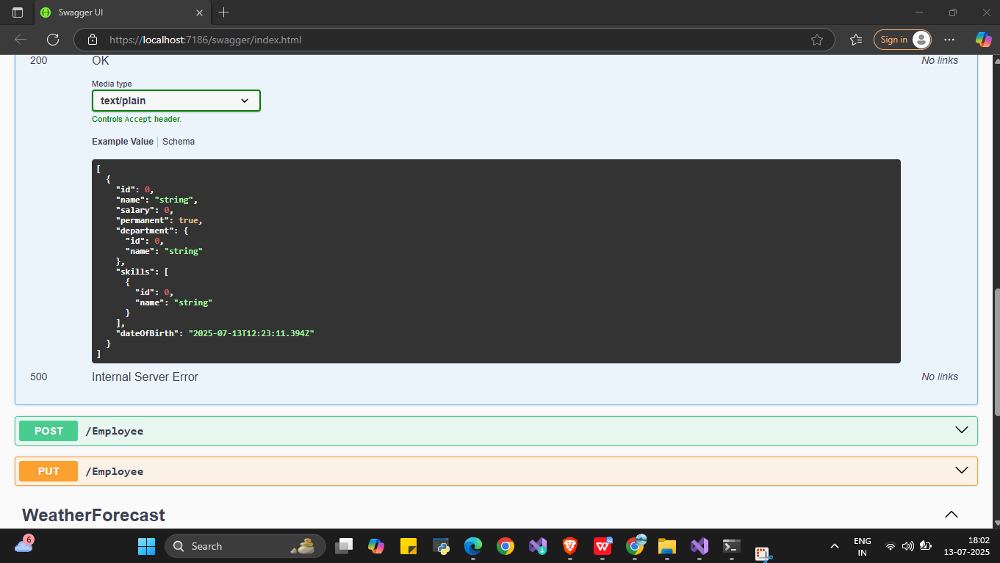 Swagger UI
https://localhost:7186/swagger/index.html
Sign in
200
OK
No links
Media type
text/plain
Controls Accept header.
Example Value
Schema
[
{
"id": 0,
"name": "string",
"salary": 0,
"permanent": true,
"department": {
"id": 0,
"name": "string"
},
"skills": [
{
"id": 0,
"name": "string"
}
],
"dateOfBirth": "2025-07-13T12:23:11.394Z"
}
]
500
Internal Server Error
No links
POST /Employee
PUT /Employee
WeatherForecast
6
Search
ENG
IN
18:02
13-07-2025